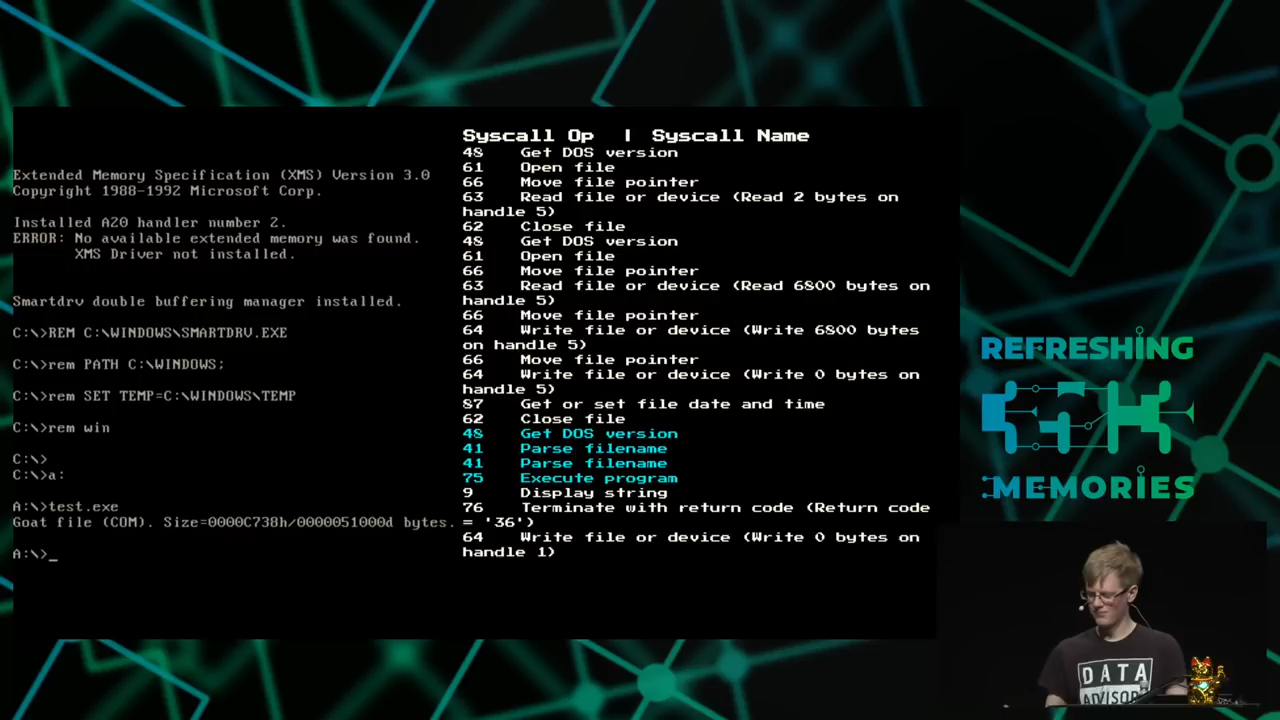 Extended Memory Specification (XMS) Version 3.0
Copyright 1988-1992 Microsoft Corp.
Installed A20 handler number 2.
ERROR: No available extended memory was found.
XMS Driver not installed.
Smartdrv double buffering manager installed.
C:\>REM C:\WINDOWS\SMARTDRV.EXE
C:\>rem PATH C:\WINDOWS;
C:\>rem SET TEMP=C:\WINDOWS\TEMP
C:\>rem win
C:\>
C:\>a:
A:\>test.exe
Goat file (COM). Size=0000C738h/0000051000d bytes.
A:\>_
Syscall Op | Syscall Name
48 Get DOS version
61 Open file
66 Move file pointer
63 Read file or device (Read 2 bytes on
handle 5)
62 Close file
48 Get DOS version
61 Open file
66 Move file pointer
63 Read file or device (Read 6800 bytes on
handle 5)
66 Move file pointer
64 Write file or device (Write 6800 bytes
on handle 5)
66 Move file pointer
64 Write file or device (Write 0 bytes on
handle 5)
87 Get or set file date and time
62 Close file
48 Get DOS version
41 Parse filename
41 Parse filename
75 Execute program
9 Display string
76 Terminate with return code (Return code
= '36')
64 Write file or device (Write 0 bytes on
handle 1)
REFRESHING
35C3
MEMORIES
DATA
ADVISOR